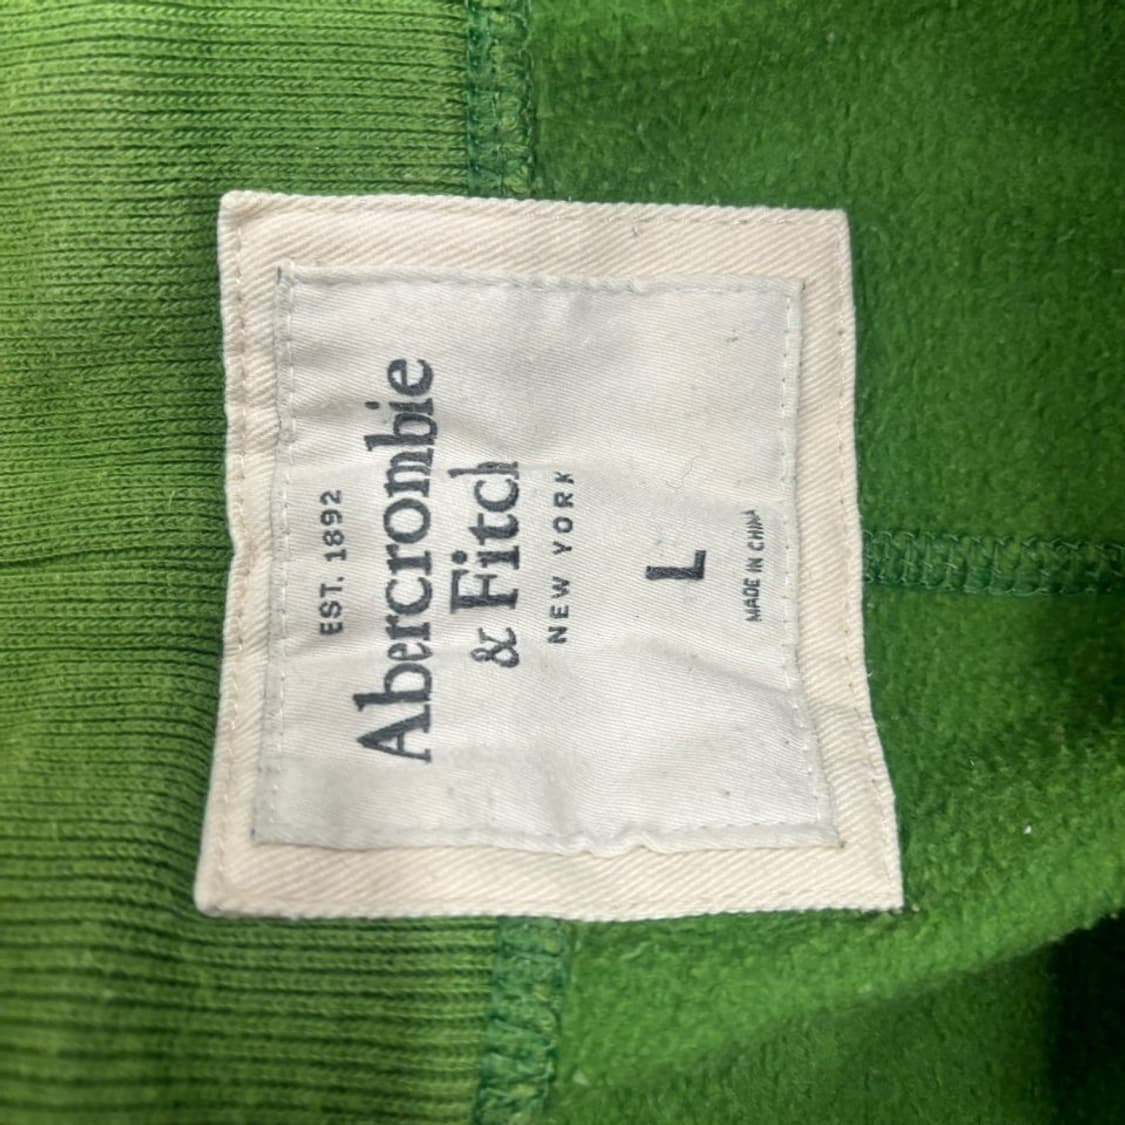 EST. 1892
Abercrombie
& Fitch
NEW YORK
L
MADE IN CHINA